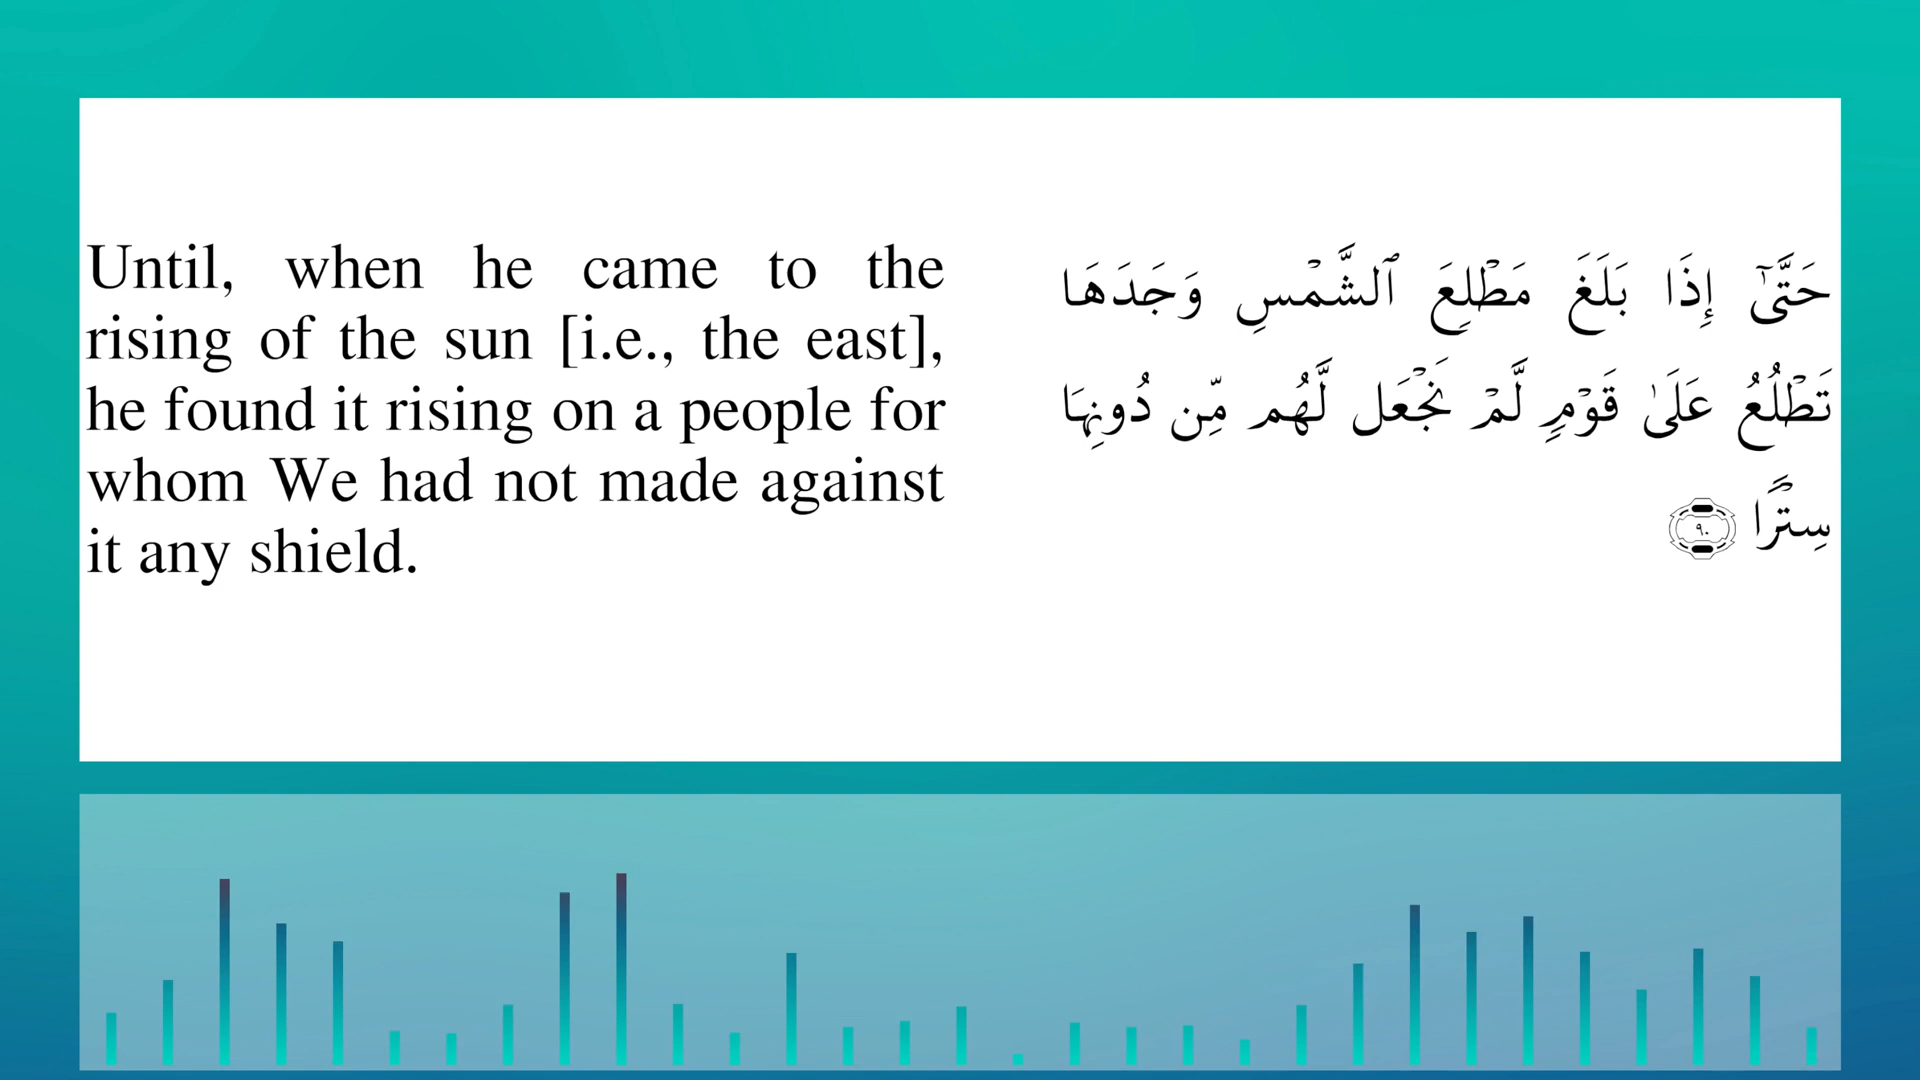 Until, when he came to the
rising of the sun [i.e., the east],
he found it rising on a people for
whom We had not made against
it any shield.
حَتَّىٰٓ إِذَا بَلَغَ مَطۡلِعَ ٱلشَّمۡسِ وَجَدَهَا
تَطۡلُعُ عَلَىٰ قَوۡمٖ لَّمۡ نَجۡعَل لَّهُم مِّن دُونِهَا
سِتۡرٗا ٩٠